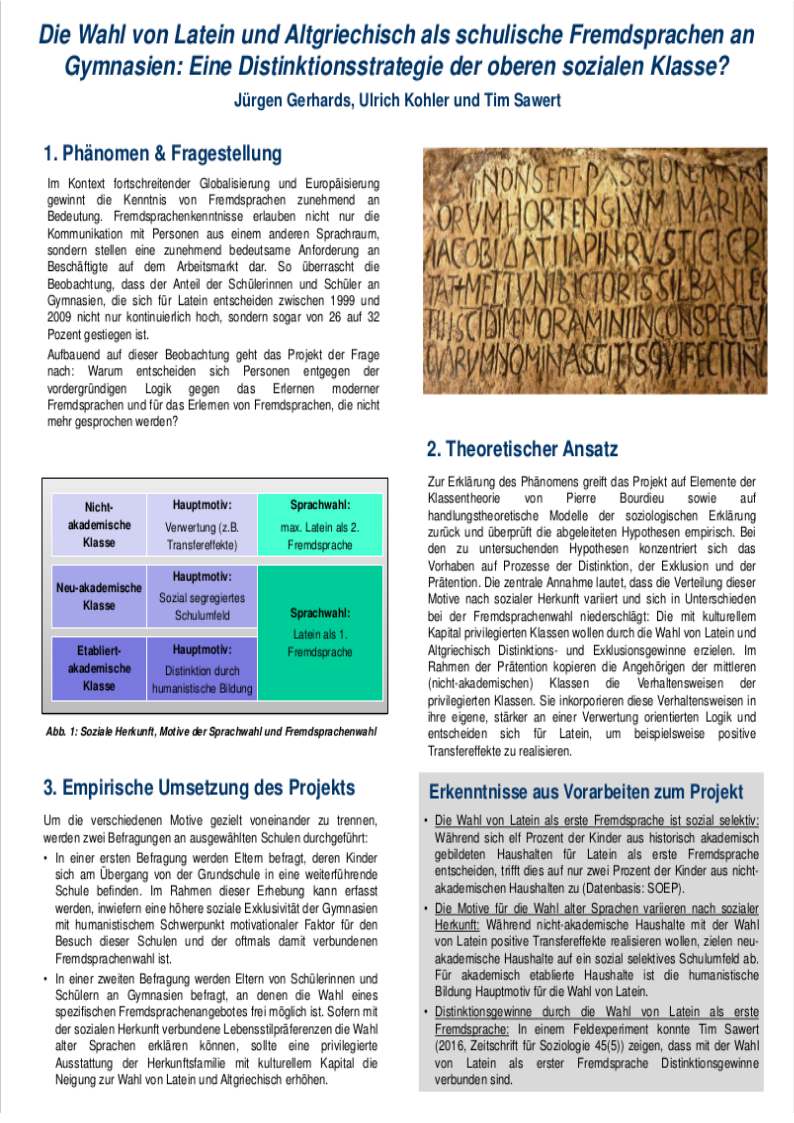 Die Wahl von Latein und Altgriechisch als schulische Fremdsprachen an
Gymnasien: Eine Distinktionsstrategie der oberen sozialen Klasse?
Jürgen Gerhards, Ulrich Kohler und Tim Sawert
1. Phänomen & Fragestellung
Im Kontext fortschreitender Globalisierung und Europäisierung
gewinnt die Kenntnis von Fremdsprachen zunehmend an
Bedeutung. Fremdsprachenkenntnisse erlauben nicht nur die
Kommunikation mit Personen aus einem anderen Sprachraum,
sondern stellen eine zunehmend bedeutsame Anforderung an
Beschäftigte auf dem Arbeitsmarkt dar. So überrascht die
Beobachtung, dass der Anteil der Schülerinnen und Schüler an
Gymnasien, die sich für Latein entscheiden zwischen 1999 und
2009 nicht nur kontinuierlich hoch, sondern sogar von 26 auf 32
Pozent gestiegen ist.
Aufbauend auf dieser Beobachtung geht das Projekt der Frage
nach: Warum entscheiden sich Personen entgegen der
vordergründigen Logik gegen das Erlernen moderner
Fremdsprachen und für das Erlernen von Fremdsprachen, die nicht
mehr gesprochen werden?
NONSENT PASSIONE MART
ORVM HORTENSIVM MARIAN
Nicht-
akademische
Klasse
Hauptmotiv:
Verwertung (z.B.
Transfereffekte)
Sprachwahl:
max. Latein als 2.
Fremdsprache
Neu-akademische
Klasse
Hauptmotiv:
Sozial segregiertes
Schulumfeld
Sprachwahl:
Latein als 1.
Fremdsprache
Etabliert-
akademische
Klasse
Hauptmotiv:
Distinktion durch
humanistische Bildung
Abb. 1: Soziale Herkunft, Motive der Sprachwahl und Fremdsprachenwahl
2. Theoretischer Ansatz
Zur Erklärung des Phänomens greift das Projekt auf Elemente der
Klassentheorie von Pierre Bourdieu sowie auf
handlungstheoretische Modelle der soziologischen Erklärung
zurück und überprüft die abgeleiteten Hypothesen empirisch. Bei
den zu untersuchenden Hypothesen konzentriert sich das
Vorhaben auf Prozesse der Distinktion, der Exklusion und der
Prätention. Die zentrale Annahme lautet, dass die Verteilung dieser
Motive nach sozialer Herkunft variiert und sich in Unterschieden
bei der Fremdsprachenwahl niederschlägt: Die mit kulturellem
Kapital privilegierten Klassen wollen durch die Wahl von Latein und
Altgriechisch Distinktions- und Exklusionsgewinne erzielen. Im
Rahmen der Prätention kopieren die Angehörigen der mittleren
(nicht-akademischen) Klassen die Verhaltensweisen der
privilegierten Klassen. Sie inkorporieren diese Verhaltensweisen in
ihre eigene, stärker an einer Verwertung orientierten Logik und
entscheiden sich für Latein, um beispielsweise positive
Transfereffekte zu realisieren.
3. Empirische Umsetzung des Projekts
Um die verschiedenen Motive gezielt voneinander zu trennen,
werden zwei Befragungen an ausgewählten Schulen durchgeführt:
• In einer ersten Befragung werden Eltern befragt, deren Kinder
sich am Übergang von der Grundschule in eine weiterführende
Schule befinden. Im Rahmen dieser Erhebung kann erfasst
werden, inwiefern eine höhere soziale Exklusivität der Gymnasien
mit humanistischem Schwerpunkt motivationaler Faktor für den
Besuch dieser Schulen und der oftmals damit verbundenen
Fremdsprachenwahl ist.
• In einer zweiten Befragung werden Eltern von Schülerinnen und
Schülern an Gymnasien befragt, an denen die Wahl eines
spezifischen Fremdsprachenangebotes frei möglich ist. Sofern mit
der sozialen Herkunft verbundene Lebensstilpräferenzen die Wahl
alter Sprachen erklären können, sollte eine privilegierte
Ausstattung der Herkunftsfamilie mit kulturellem Kapital die
Neigung zur Wahl von Latein und Altgriechisch erhöhen.
Erkenntnisse aus Vorarbeiten zum Projekt
• Die Wahl von Latein als erste Fremdsprache ist sozial selektiv:
Während sich elf Prozent der Kinder aus historisch akademisch
gebildeten Haushalten für Latein als erste Fremdsprache
entscheiden, trifft dies auf nur zwei Prozent der Kinder aus nicht-
akademischen Haushalten zu (Datenbasis: SOEP).
• Die Motive für die Wahl alter Sprachen variieren nach sozialer
Herkunft: Während nicht-akademische Haushalte mit der Wahl
von Latein positive Transfereffekte realisieren wollen, zielen neu-
akademische Haushalte auf ein sozial selektives Schulumfeld ab.
Für akademisch etablierte Haushalte ist die humanistische
Bildung Hauptmotiv für die Wahl von Latein.
• Distinktionsgewinne durch die Wahl von Latein als erste
Fremdsprache: In einem Feldexperiment konnte Tim Sawert
(2016, Zeitschrift für Soziologie 45(5)) zeigen, dass mit der Wahl
von Latein als erster Fremdsprache Distinktionsgewinne
verbunden sind.